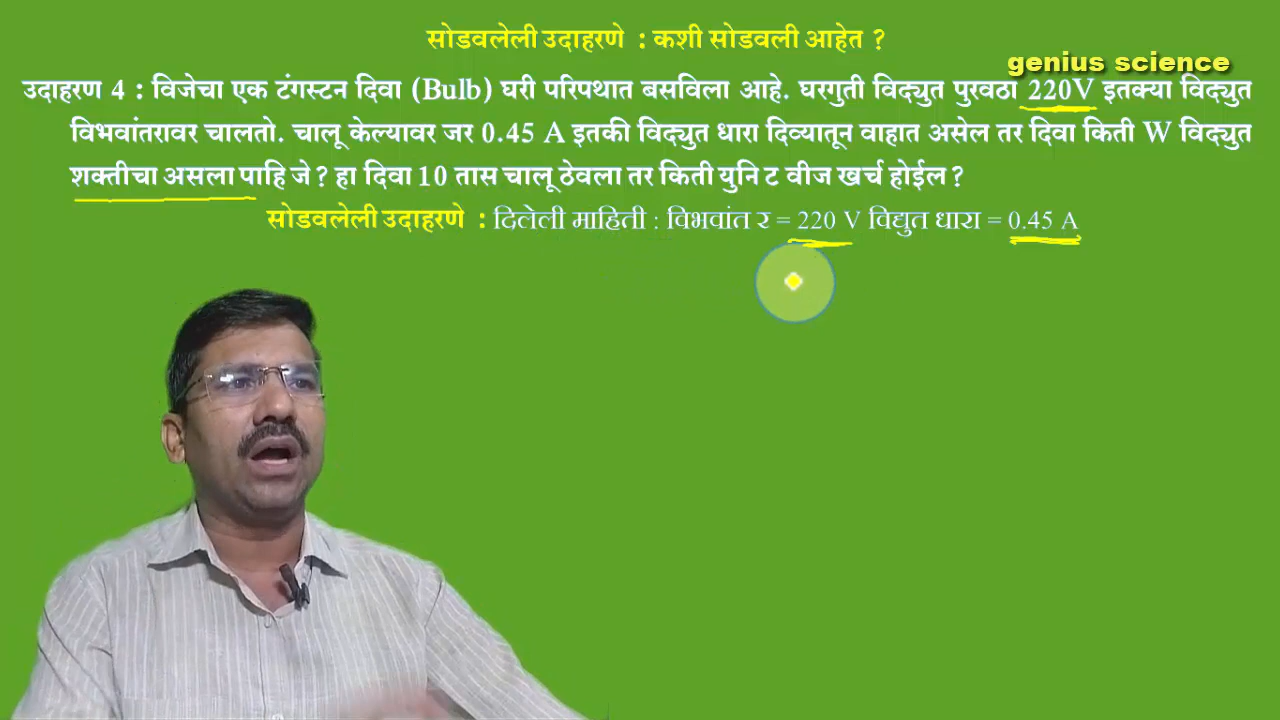 सोडवलेली उदाहरणे : कशी सोडवली आहेत ?
genius science
उदाहरण 4 : विजेचा एक टंगस्टन दिवा (Bulb) घरी परिपथात बसविला आहे. घरगुती विद्युत पुरवठा 220V इतक्या विद्युत
विभवांतरावर चालतो. चालू केल्यावर जर 0.45 A इतकी विद्युत धारा दिव्यातून वाहात असेल तर दिवा किती W विद्युत
शक्तीचा असला पाहि जे ? हा दिवा 10 तास चालू ठेवला तर किती युनि ट वीज खर्च होईल ?
सोडवलेली उदाहरणे : दिलेली माहिती : विभवांत र = 220 V विद्युत धारा = 0.45 A